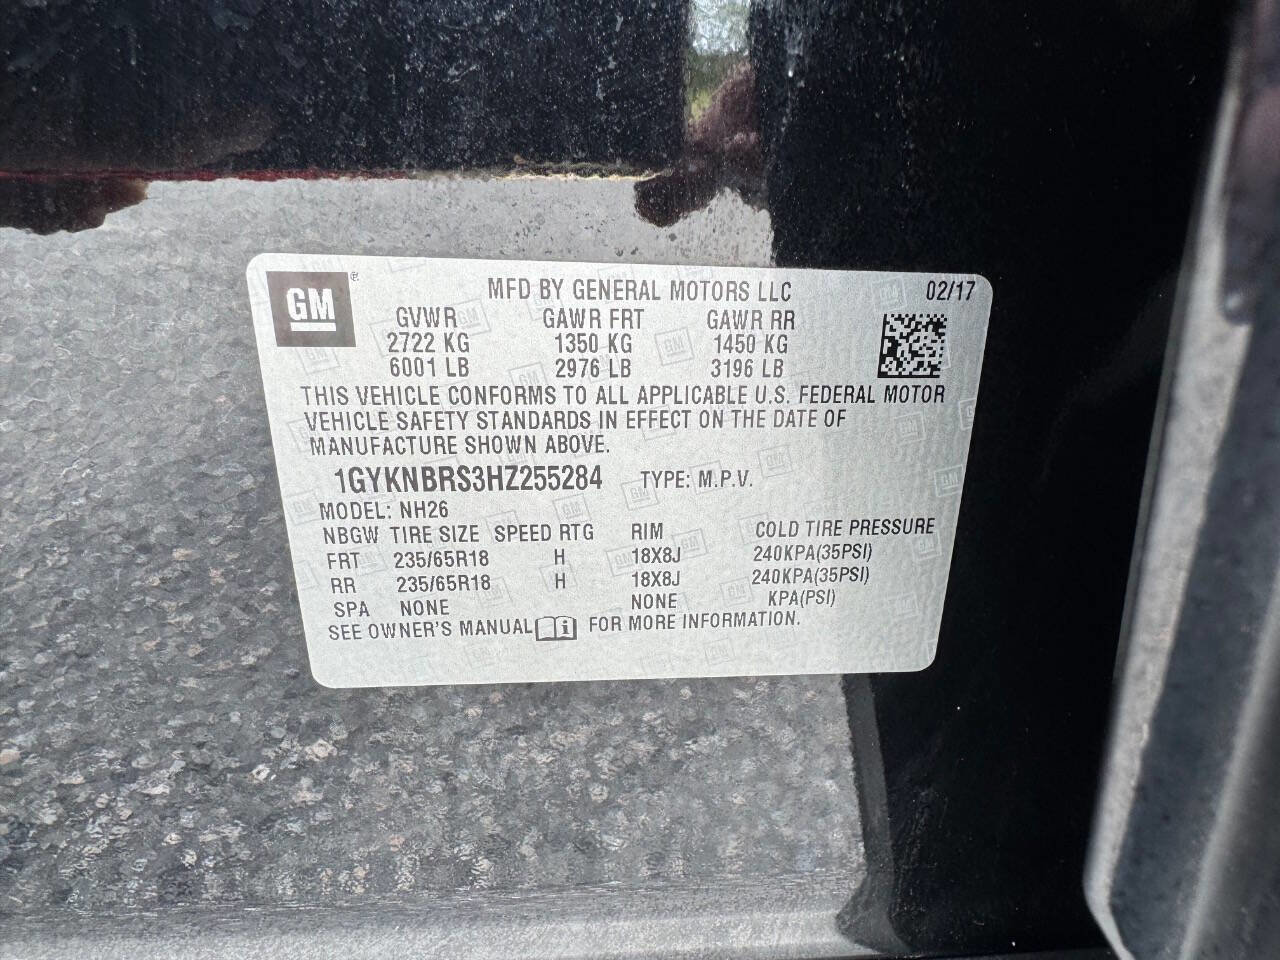 GM ®
MFD BY GENERAL MOTORS LLC 02/17
GVWR GAWR FRT GAWR RR
2722 KG 1350 KG 1450 KG
6001 LB 2976 LB 3196 LB
THIS VEHICLE CONFORMS TO ALL APPLICABLE U.S. FEDERAL MOTOR
VEHICLE SAFETY STANDARDS IN EFFECT ON THE DATE OF
MANUFACTURE SHOWN ABOVE.
1GYKNBRS3HZ255284 TYPE: M.P.V.
MODEL: NH26
NBGW TIRE SIZE SPEED RTG RIM COLD TIRE PRESSURE
FRT 235/65R18 H 18X8J 240KPA(35PSI)
RR 235/65R18 H 18X8J 240KPA(35PSI)
SPA NONE NONE KPA(PSI)
SEE OWNER'S MANUAL i FOR MORE INFORMATION.